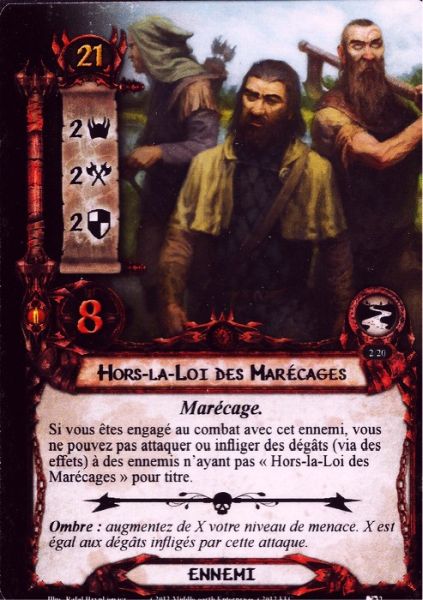 21
2
2
2
8
2.20
Hors-la-Loi des Marécages
Marécage.
Si vous êtes engagé au combat avec cet ennemi, vous
ne pouvez pas attaquer ou infliger des dégâts (via des
effets) à des ennemis n'ayant pas « Hors-la-Loi des
Marécages » pour titre.
Ombre : augmentez de X votre niveau de menace. X est
égal aux dégâts infligés par cette attaque.
ENNEMI